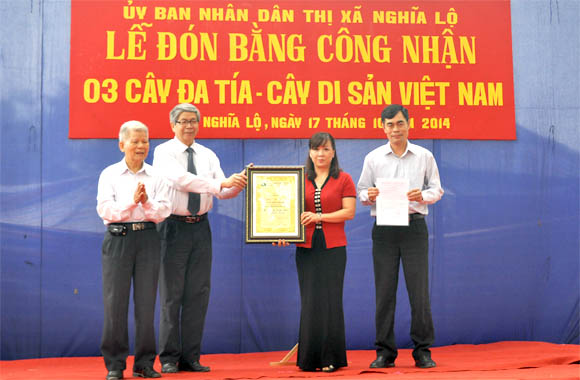 ỦY BAN NHÂN DÂN THỊ XÃ NGHĨA LỘ
LỄ ĐÓN BẰNG CÔNG NHẬN
03 CÂY ĐA TÍA - CÂY DI SẢN VIỆT NAM
NGHĨA LỘ, NGÀY 17 THÁNG 2014